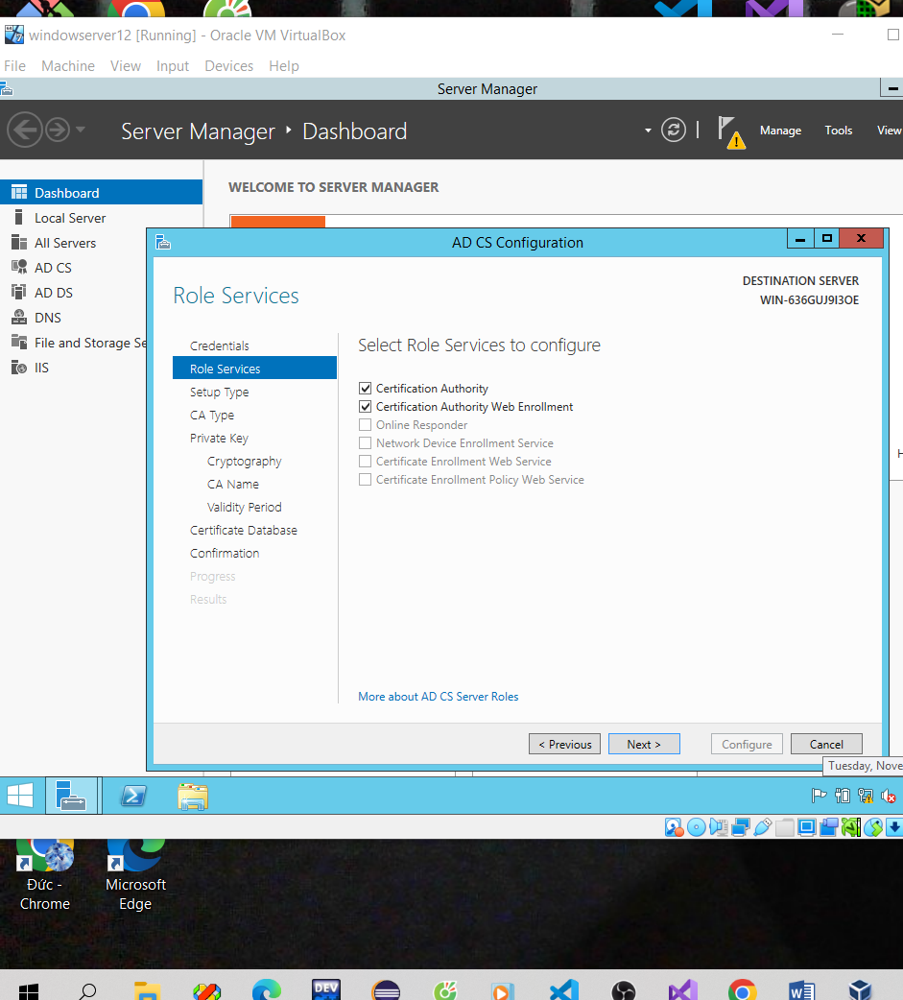 windowserver12 [Running] - Oracle VM VirtualBox
File Machine View Input Devices Help
Server Manager
Server Manager Dashboard
Manage Tools View
Dashboard
Local Server
All Servers
AD CS
AD DS
DNS
File and Storage Se
IIS
WELCOME TO SERVER MANAGER
AD CS Configuration
Role Services
DESTINATION SERVER
WIN-636GUJ9I3OE
Credentials
Role Services
Setup Type
CA Type
Private Key
Cryptography
CA Name
Validity Period
Certificate Database
Confirmation
Progress
Results
Select Role Services to configure
Certification Authority
Certification Authority Web Enrollment
Online Responder
Network Device Enrollment Service
Certificate Enrollment Web Service
Certificate Enrollment Policy Web Service
More about AD CS Server Roles
< Previous Next > Configure Cancel
Tuesday, Nove
Đức -
Chrome
Microsoft
Edge
DEV